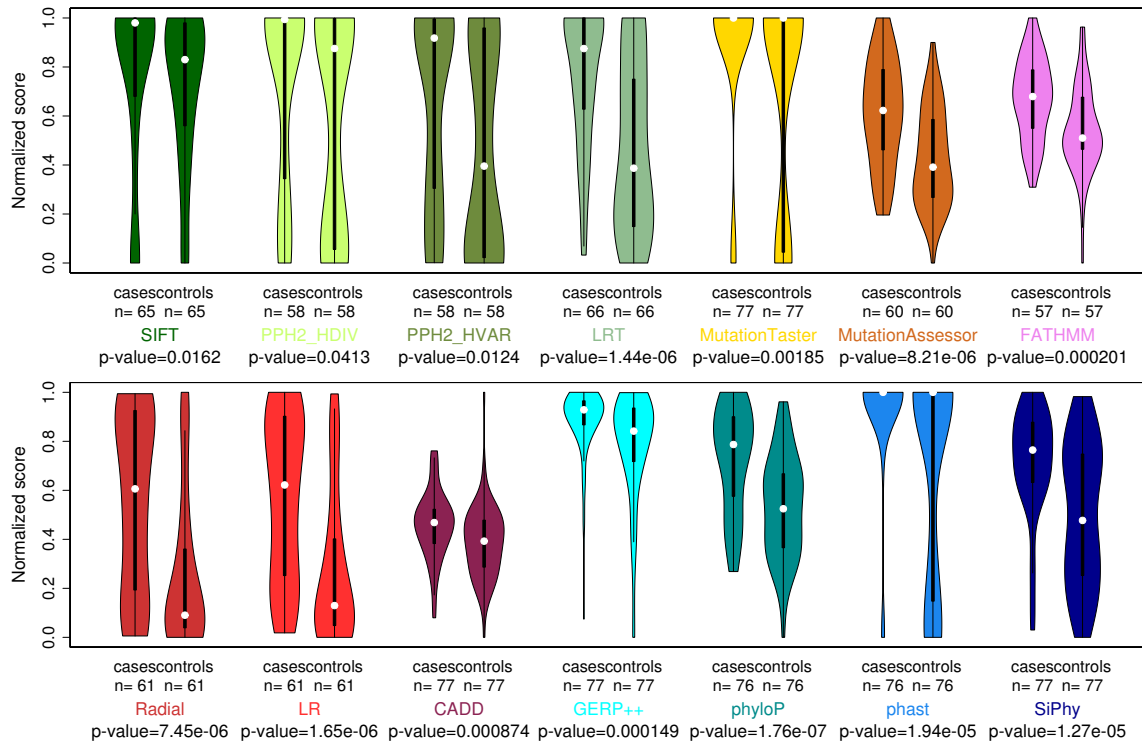 Normalized score
1.0
0.8
0.6
0.4
0.2
0.0
casescontrols casescontrols casescontrols casescontrols casescontrols casescontrols casescontrols
n= 65 n= 65 n= 58 n= 58 n= 58 n= 58 n= 66 n= 66 n= 77 n= 77 n= 60 n= 60 n= 57 n= 57
SIFT PPH2_HDIV PPH2_HVAR LRT MutationTaster MutationAssessor FATHMM
p-value=0.0162 p-value=0.0413 p-value=0.0124 p-value=1.44e-06 p-value=0.00185 p-value=8.21e-06 p-value=0.000201
Normalized score
1.0
0.8
0.6
0.4
0.2
0.0
casescontrols casescontrols casescontrols casescontrols casescontrols casescontrols casescontrols
n= 61 n= 61 n= 61 n= 61 n= 77 n= 77 n= 77 n= 77 n= 76 n= 76 n= 76 n= 76 n= 77 n= 77
Radial LR CADD GERP++ phyloP phast SiPhy
p-value=7.45e-06 p-value=1.65e-06 p-value=0.000874 p-value=0.000149 p-value=1.76e-07 p-value=1.94e-05 p-value=1.27e-05